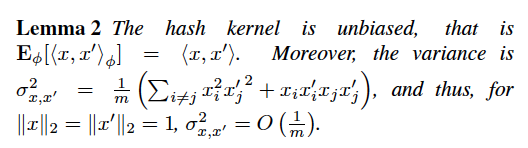 Lemma 2 The hash kernel is unbiased, that is
E_ϕ[⟨x, x′⟩_ϕ] = ⟨x, x′⟩. Moreover, the variance is
σ²_{x,x′} = 1/m (∑_{i≠j} x_i² x′_j² + x_i x′_i x_j x′_j), and thus, for
‖x‖₂ = ‖x′‖₂ = 1, σ²_{x,x′} = O (1/m).